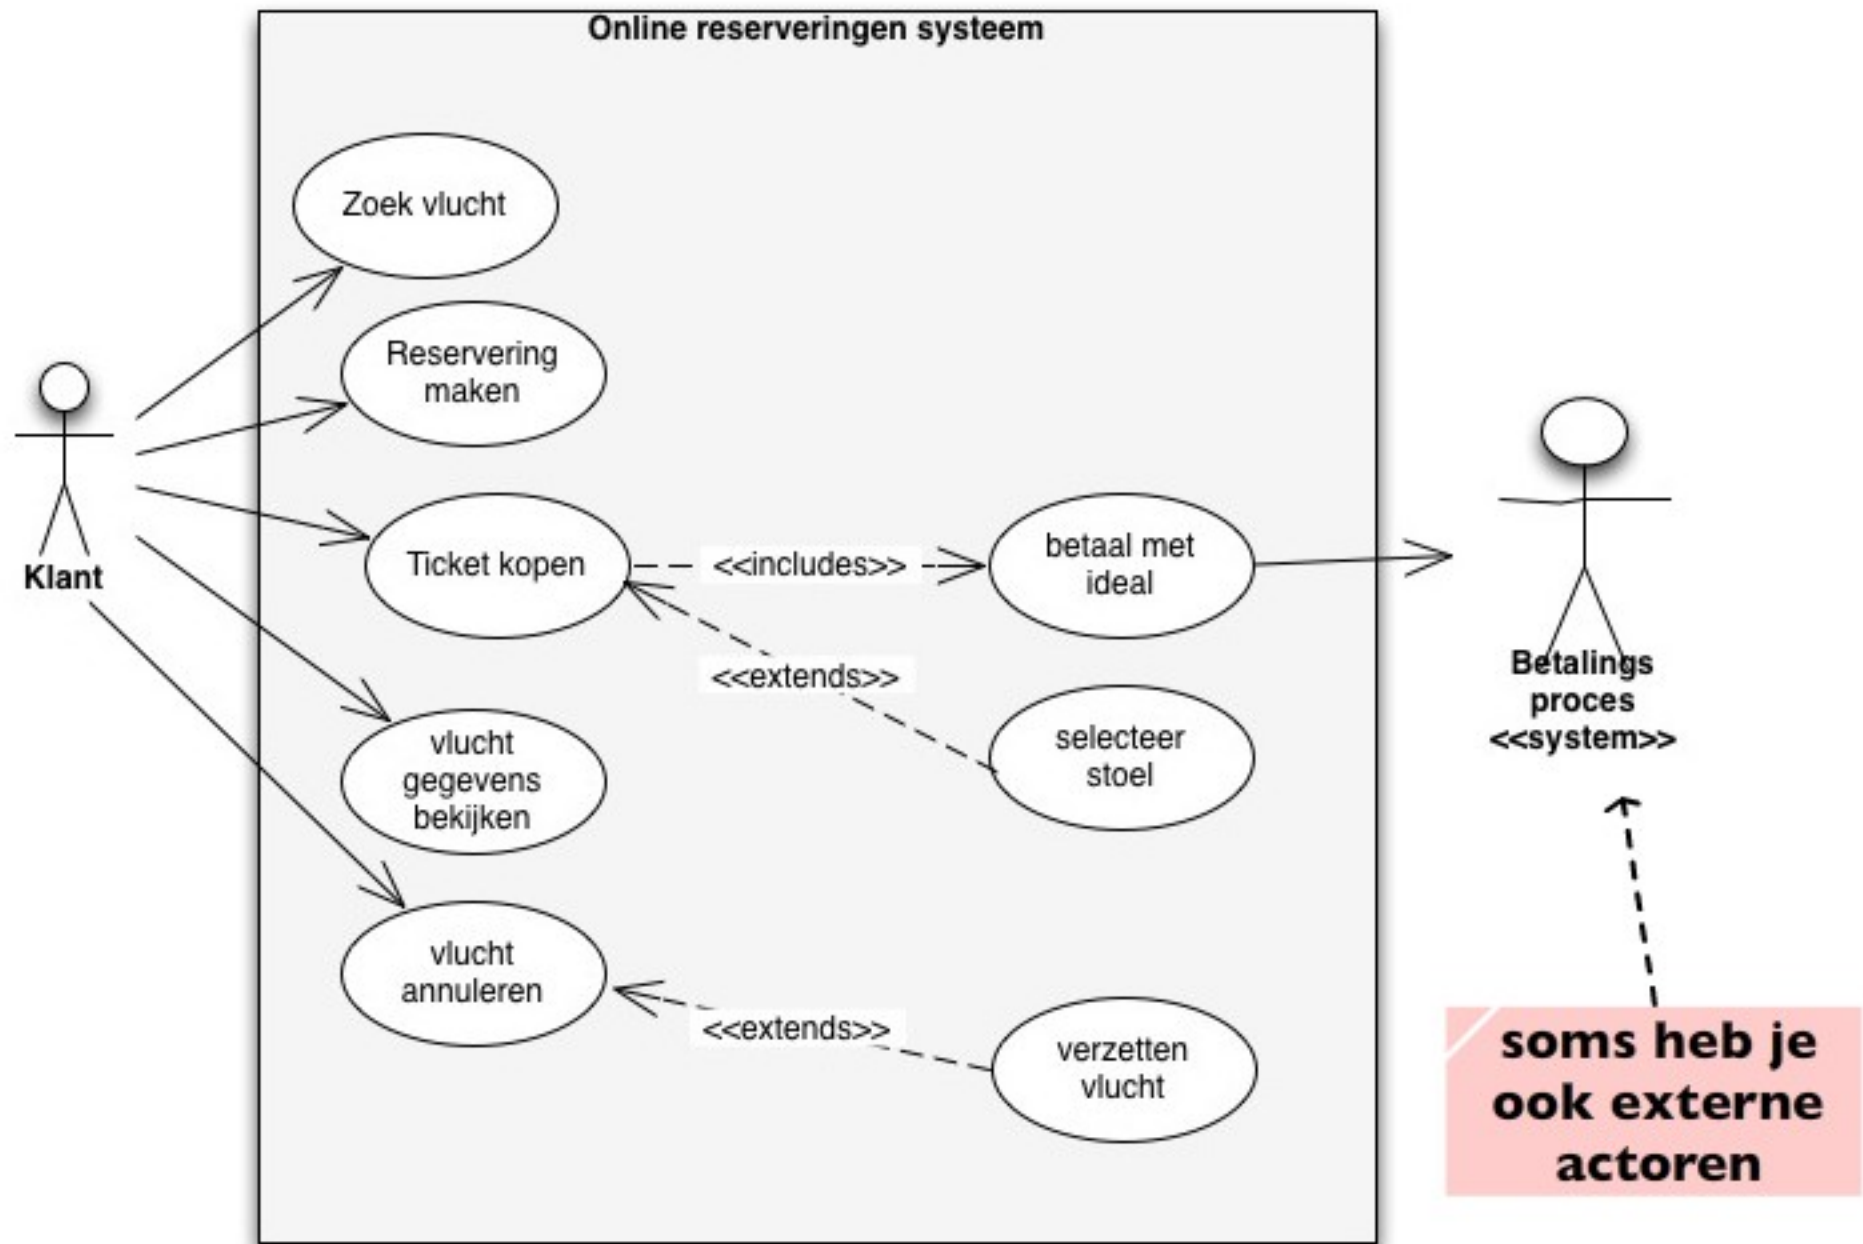 Online reserveringen systeem
Zoek vlucht
Reservering
maken
Klant
Ticket kopen
<<includes>>
betaal met
ideal
<<extends>>
selecteer
stoel
Betalings
proces
<<system>>
vlucht
gegevens
bekijken
vlucht
annuleren
<<extends>>
verzetten
vlucht
soms heb je
ook externe
actoren